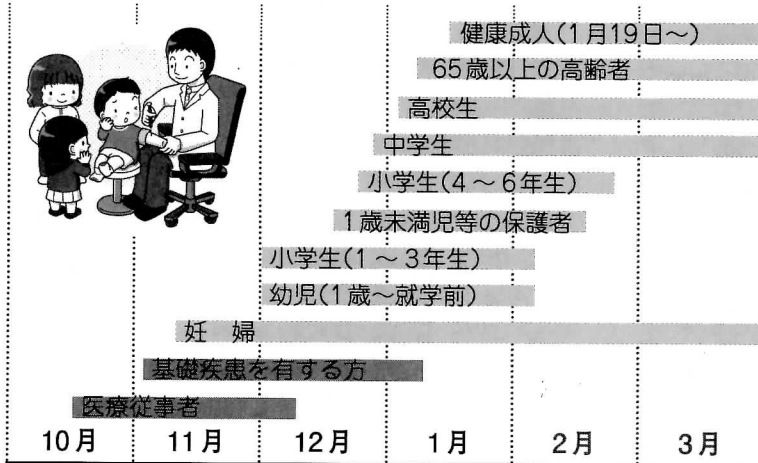 健康成人(1月19日～)
65歳以上の高齢者
高校生
中学生
小学生(4～6年生)
1歳未満児等の保護者
小学生(1～3年生)
幼児(1歳～就学前)
妊　婦
基礎疾患を有する方
医療従事者
10月 11月 12月 1月 2月 3月